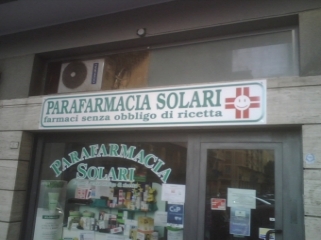 PARAFARMACIA SOLARI
farmaci senza obbligo di ricetta
PARAFARMACIA
SOLARI